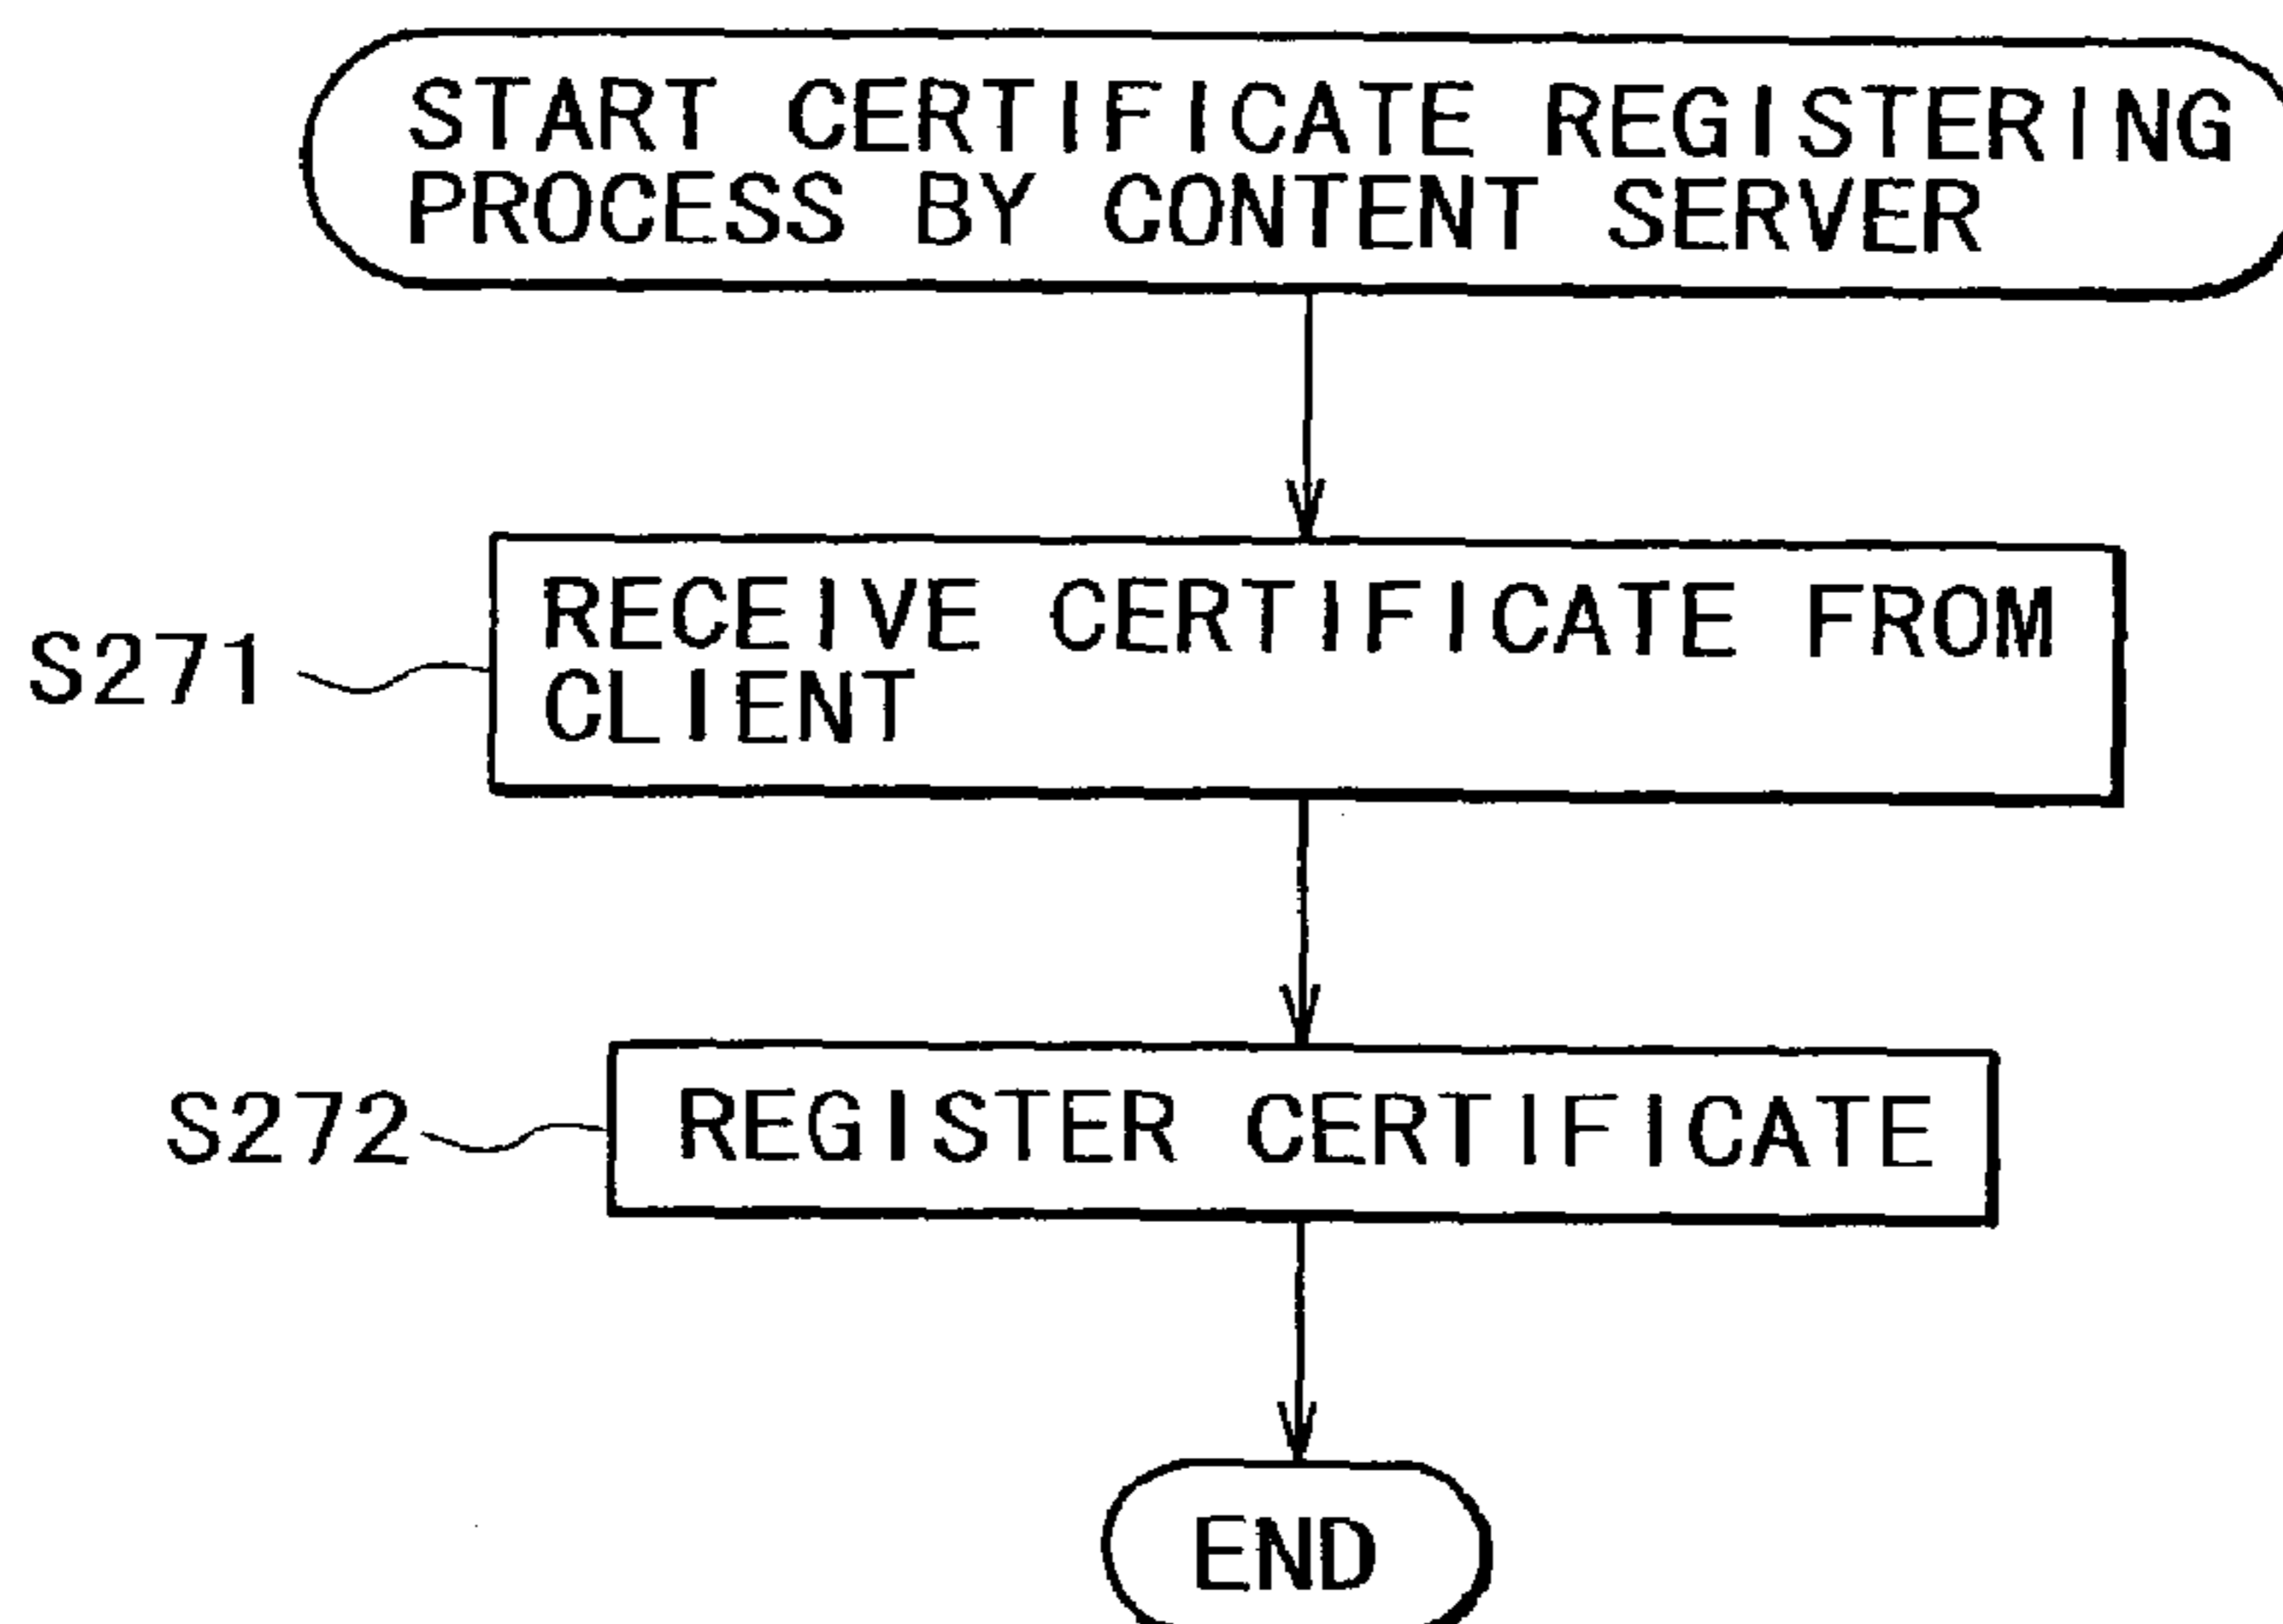 START CERTIFICATE REGISTERING
PROCESS BY CONTENT SERVER
S271
RECEIVE CERTIFICATE FROM
CLIENT
S272
REGISTER CERTIFICATE
END